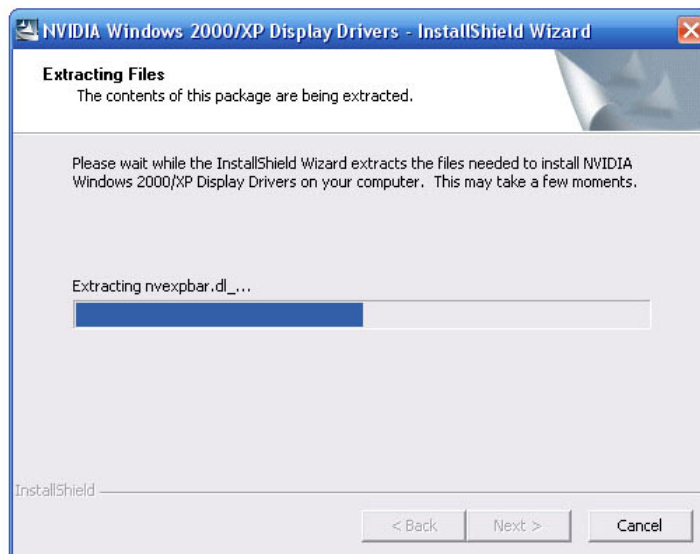 NVIDIA Windows 2000/XP Display Drivers - InstallShield Wizard
Extracting Files
The contents of this package are being extracted.
Please wait while the InstallShield Wizard extracts the files needed to install NVIDIA
Windows 2000/XP Display Drivers on your computer.  This may take a few moments.
Extracting nvexpbar.dl_...
InstallShield
< Back
Next >
Cancel